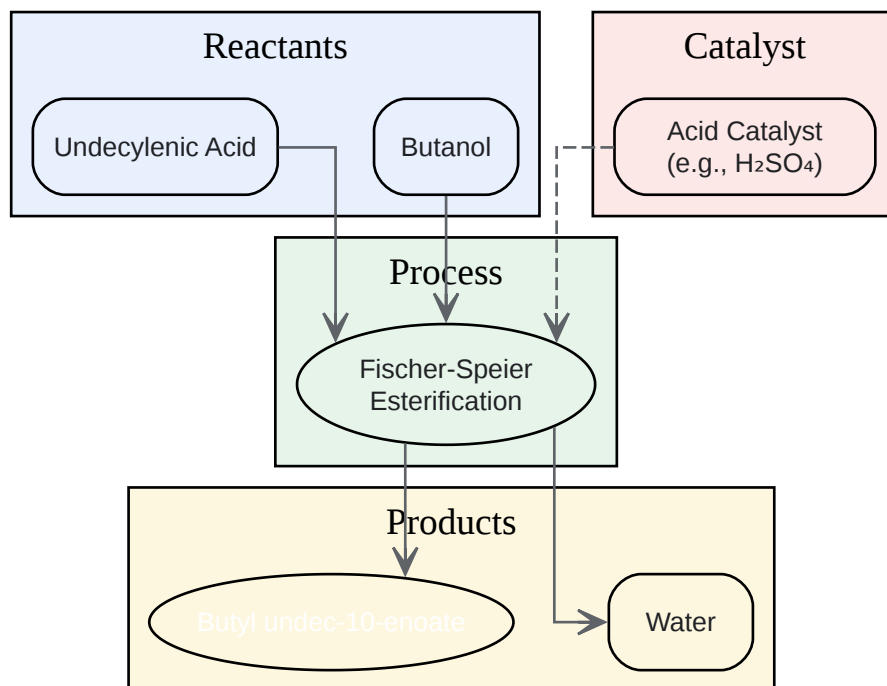 Reactants
Catalyst
Undecylenic Acid
Butanol
Acid Catalyst
(e.g., H₂SO₄)
Process
Fischer-Speier
Esterification
Products
Butyl undec-10-enoate
Water